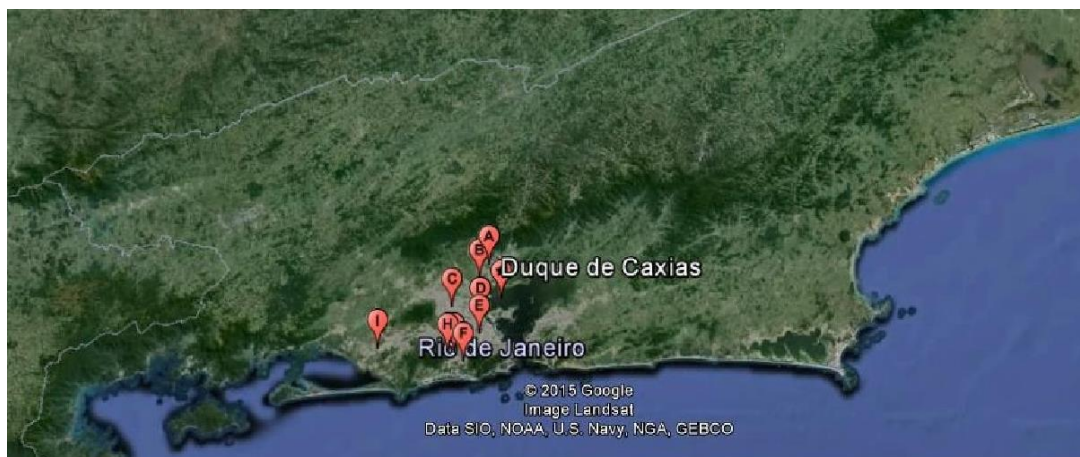 A
B
Duque de Caxias
C
D
E
I
H
F
Rio de Janeiro
© 2015 Google
Image Landsat
Data SIO, NOAA, U.S. Navy, NGA, GEBCO